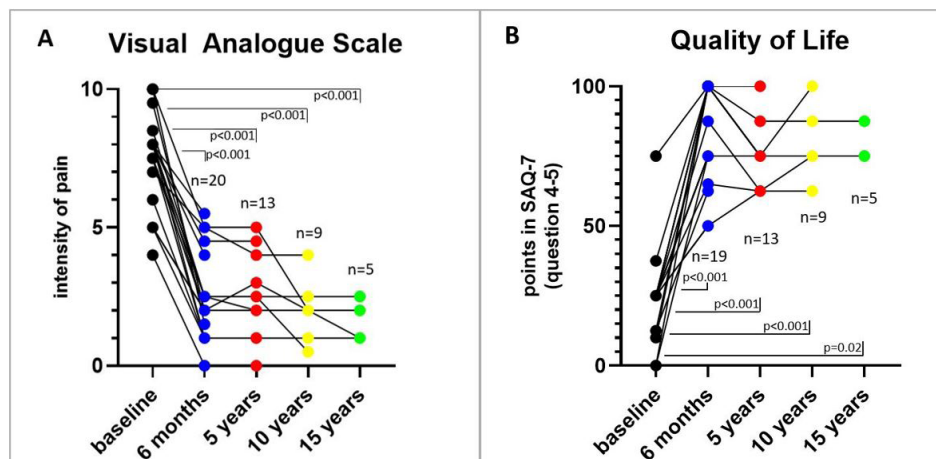 A
Visual Analogue Scale
intensity of pain
10
5
0
p<0.001
p<0.001
p<0.001
p<0.001
n=20
n=13
n=9
n=5
baseline
6 months
5 years
10 years
15 years
B
Quality of Life
points in SAQ-7
(question 4-5)
100
50
0
n=5
n=9
n=13
n=19
p<0.001
p<0.001
p<0.001
p=0.02
baseline
6 months
5 years
10 years
15 years